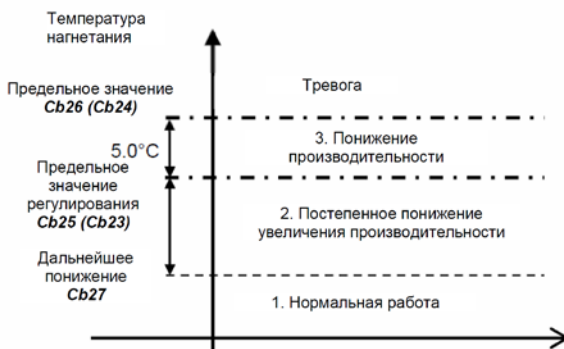 Температура
нагнетания
Предельное значение
Cb26 (Cb24)
Тревога
5.0°C
3. Понижение
производительности
Предельное
значение
регулирования
Cb25 (Cb23)
2. Постепенное понижение
увеличения производительности
Дальнейшее
понижение
Cb27
1. Нормальная работа